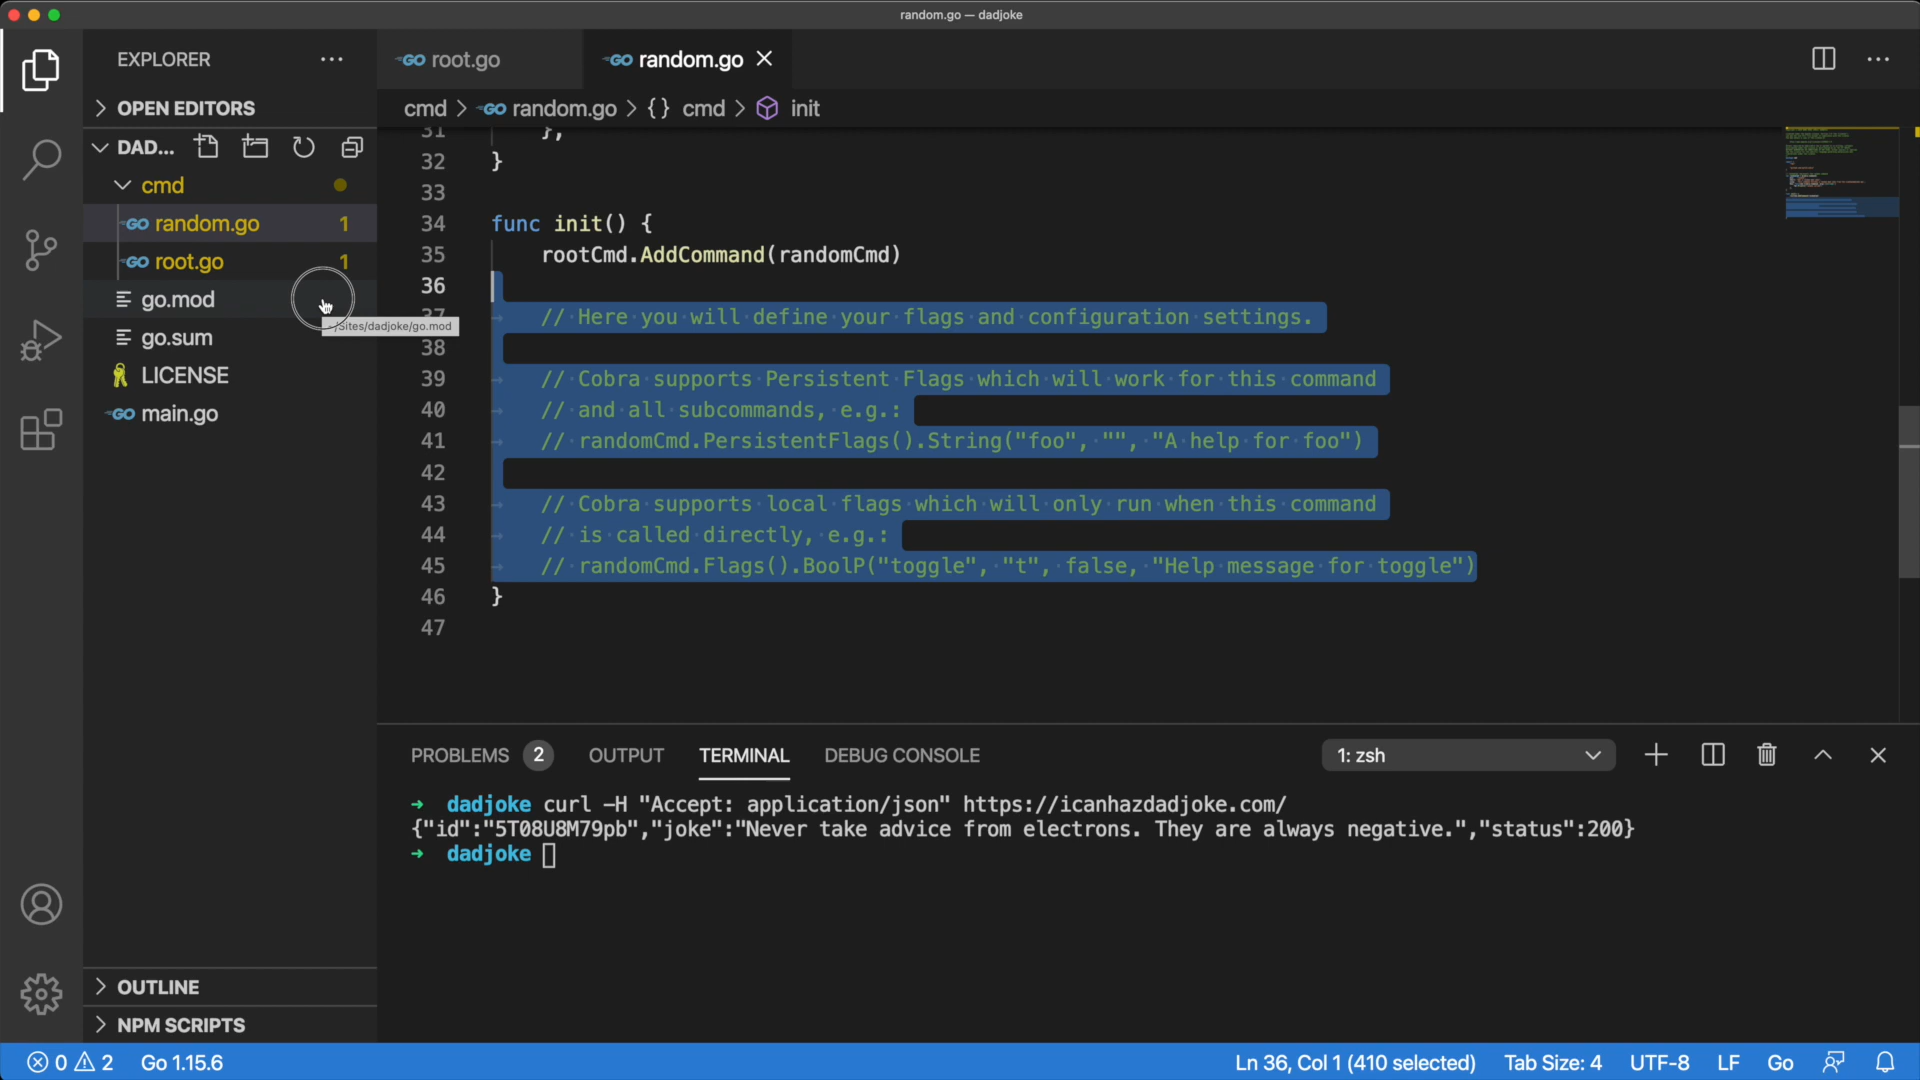 random.go — dadjoke
EXPLORER
root.go
random.go
OPEN EDITORS
cmd > random.go > {} cmd > init
DAD...
cmd
random.go 1
root.go 1
go.mod
~/Sites/dadjoke/go.mod
go.sum
LICENSE
main.go
31 },
32 }
33
34 func init() {
35 rootCmd.AddCommand(randomCmd)
36
37 // Here you will define your flags and configuration settings.
38
39 // Cobra supports Persistent Flags which will work for this command
40 // and all subcommands, e.g.:
41 // randomCmd.PersistentFlags().String("foo", "", "A help for foo")
42
43 // Cobra supports local flags which will only run when this command
44 // is called directly, e.g.:
45 // randomCmd.Flags().BoolP("toggle", "t", false, "Help message for toggle")
46 }
47
PROBLEMS 2 OUTPUT TERMINAL DEBUG CONSOLE 1: zsh
→ dadjoke curl -H "Accept: application/json" https://icanhazdadjoke.com/
{"id":"5T08U8M79pb","joke":"Never take advice from electrons. They are always negative.","status":200}
→ dadjoke
OUTLINE
NPM SCRIPTS
0 2 Go 1.15.6 Ln 36, Col 1 (410 selected) Tab Size: 4 UTF-8 LF Go